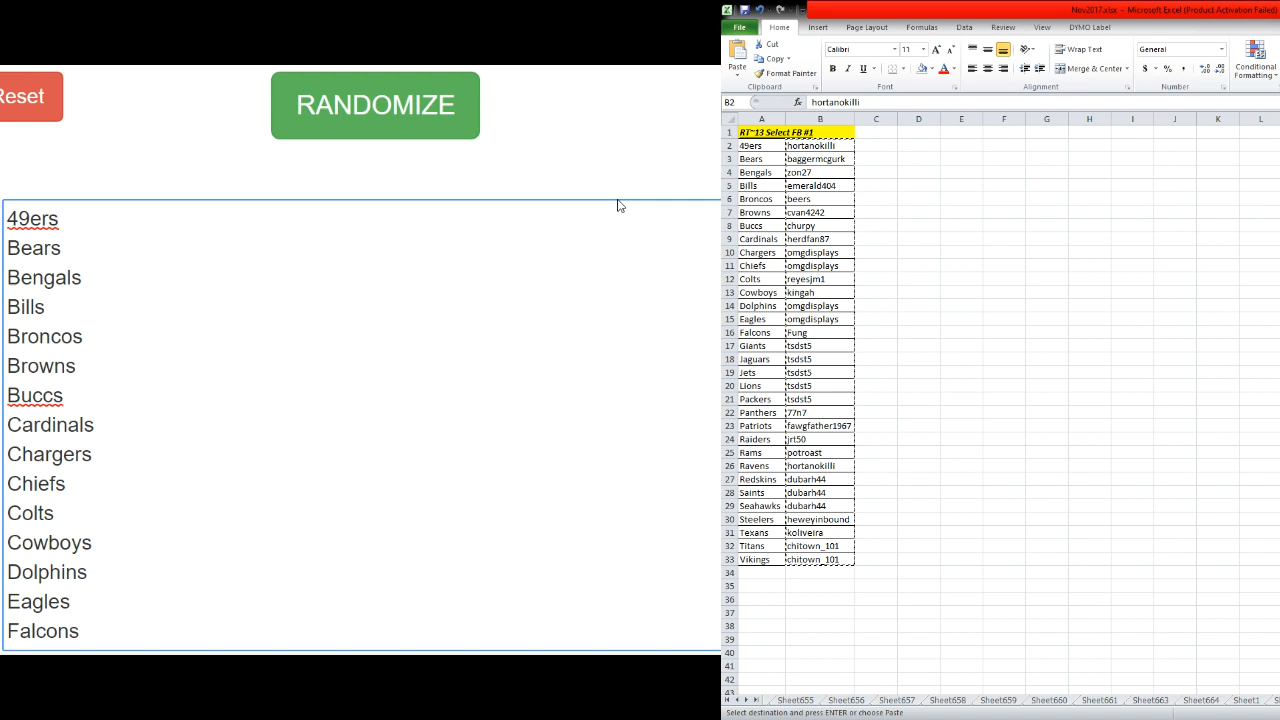 Reset
RANDOMIZE
49ers
Bears
Bengals
Bills
Broncos
Browns
Buccs
Cardinals
Chargers
Chiefs
Colts
Cowboys
Dolphins
Eagles
Falcons
Nov2017.xlsx - Microsoft Excel (Product Activation Failed)
File Home Insert Page Layout Formulas Data Review View DYMO Label
Paste
Cut
Copy
Format Painter
Calibri 11
B I U
Wrap Text
Merge & Center
General
$ % ,
Conditional
Formatting
Clipboard Font Alignment Number
B2 fx hortanokilli
A B C D E F G H I J K L
1 RT~13 Select FB #1
2 49ers hortanokilli
3 Bears baggermcgurk
4 Bengals zon27
5 Bills emerald404
6 Broncos beers
7 Browns cvan4242
8 Buccs churpy
9 Cardinals herdfan87
10 Chargers omgdisplays
11 Chiefs omgdisplays
12 Colts reyesjm1
13 Cowboys kingah
14 Dolphins omgdisplays
15 Eagles omgdisplays
16 Falcons Fung
17 Giants tsdst5
18 Jaguars tsdst5
19 Jets tsdst5
20 Lions tsdst5
21 Packers tsdst5
22 Panthers 77n7
23 Patriots fawgfather1967
24 Raiders jrt50
25 Rams potroast
26 Ravens hortanokilli
27 Redskins dubarh44
28 Saints dubarh44
29 Seahawks dubarh44
30 Steelers heweyinbound
31 Texans koliveira
32 Titans chitown_101
33 Vikings chitown_101
34
35
36
37
38
39
40
41
42
43
Sheet655 Sheet656 Sheet657 Sheet658 Sheet659 Sheet660 Sheet661 Sheet663 Sheet664 Sheet1 S
Select destination and press ENTER or choose Paste